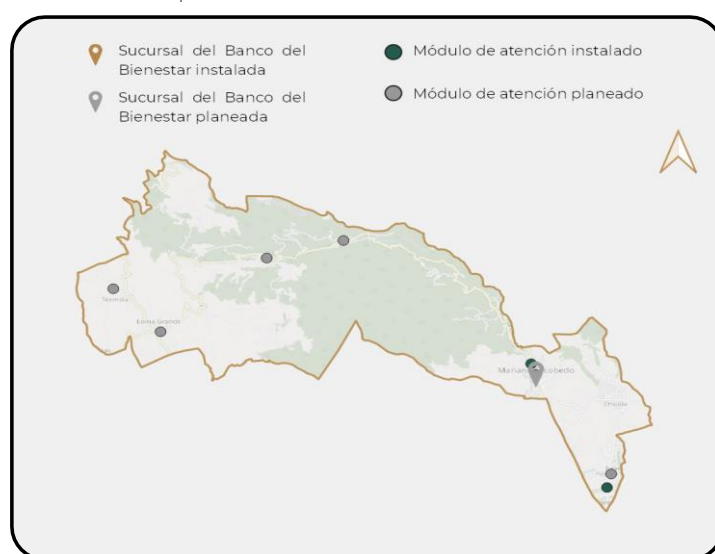 Sucursal del Banco del
Bienestar instalada
Sucursal del Banco del
Bienestar planeada
Módulo de atención instalado
Módulo de atención planeado
Loma Grande